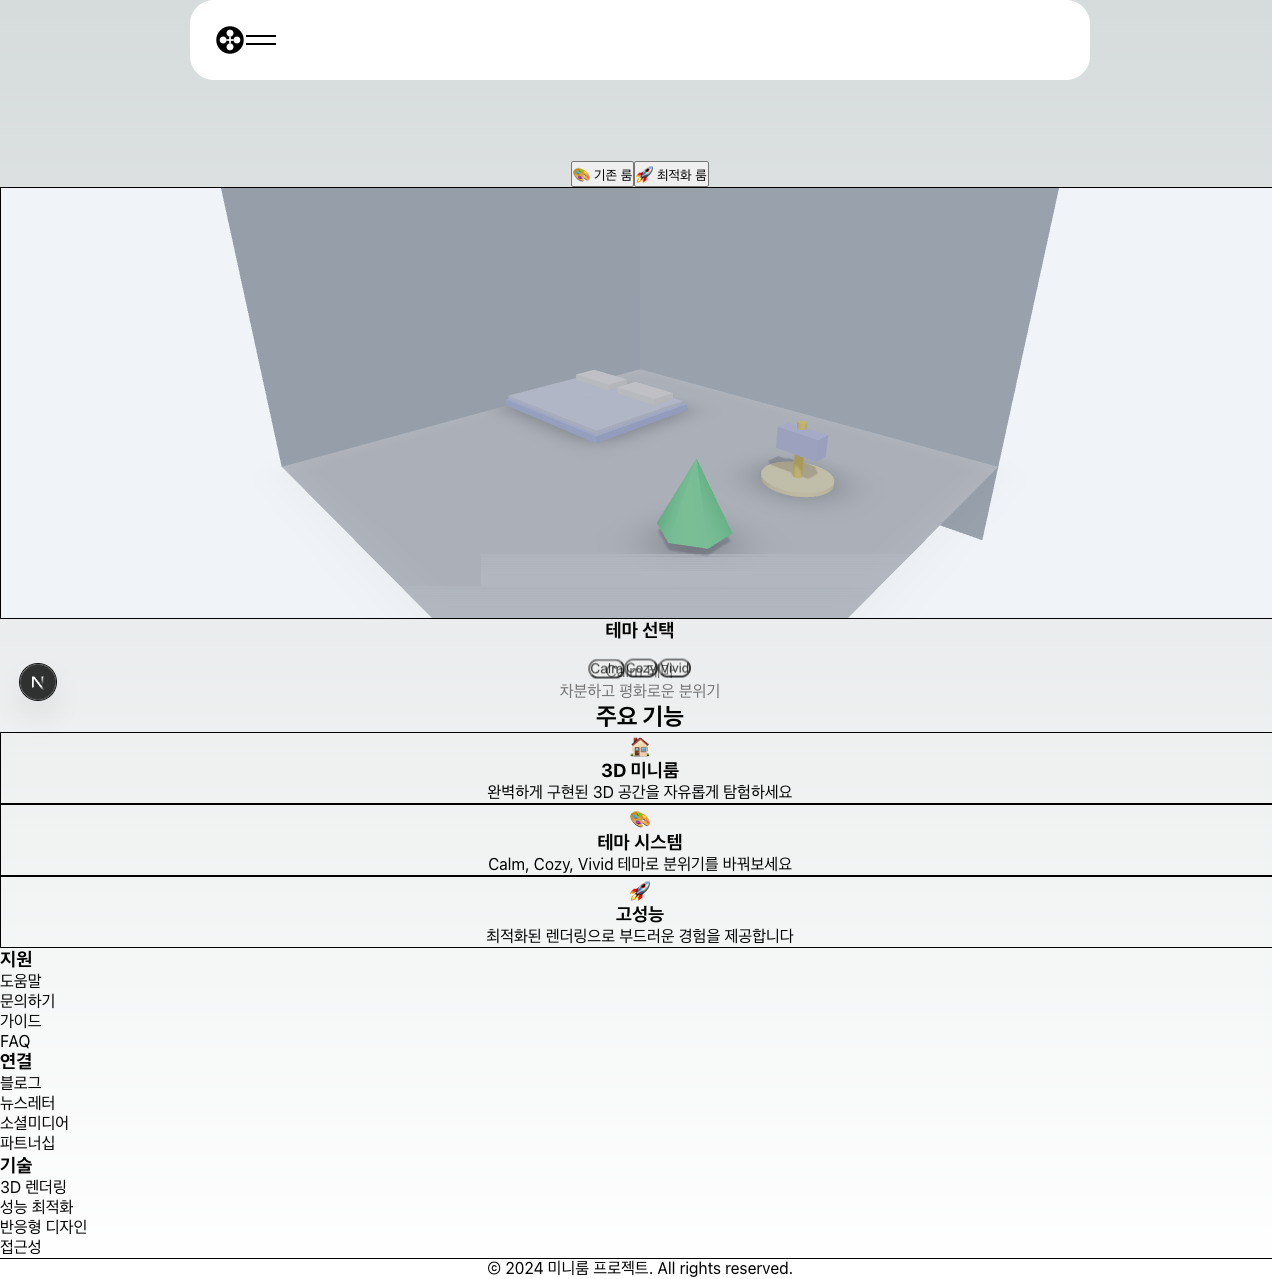 기존 룸 최적화 룸
테마 선택
Calm Cozy Vivid
차분하고 평화로운 분위기
주요 기능
3D 미니룸
완벽하게 구현된 3D 공간을 자유롭게 탐험하세요
테마 시스템
Calm, Cozy, Vivid 테마로 분위기를 바꿔보세요
고성능
최적화된 렌더링으로 부드러운 경험을 제공합니다
지원
도움말
문의하기
가이드
FAQ
연결
블로그
뉴스레터
소셜미디어
파트너십
기술
3D 렌더링
성능 최적화
반응형 디자인
접근성
© 2024 미니룸 프로젝트. All rights reserved.